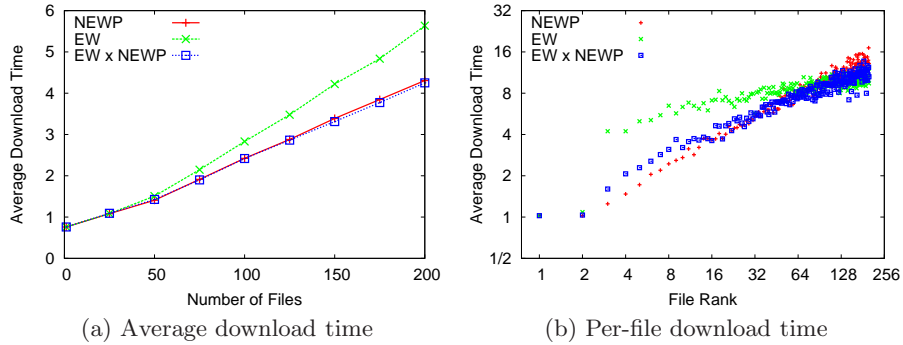 NEWP
EW
EW x NEWP
6
5
4
3
2
1
0
0
50
100
150
200
Average Download Time
Number of Files
(a) Average download time
NEWP
EW
EW x NEWP
32
16
8
4
2
1
1/2
1
2
4
8
16
32
64
128
256
Average Download Time
File Rank
(b) Per-file download time